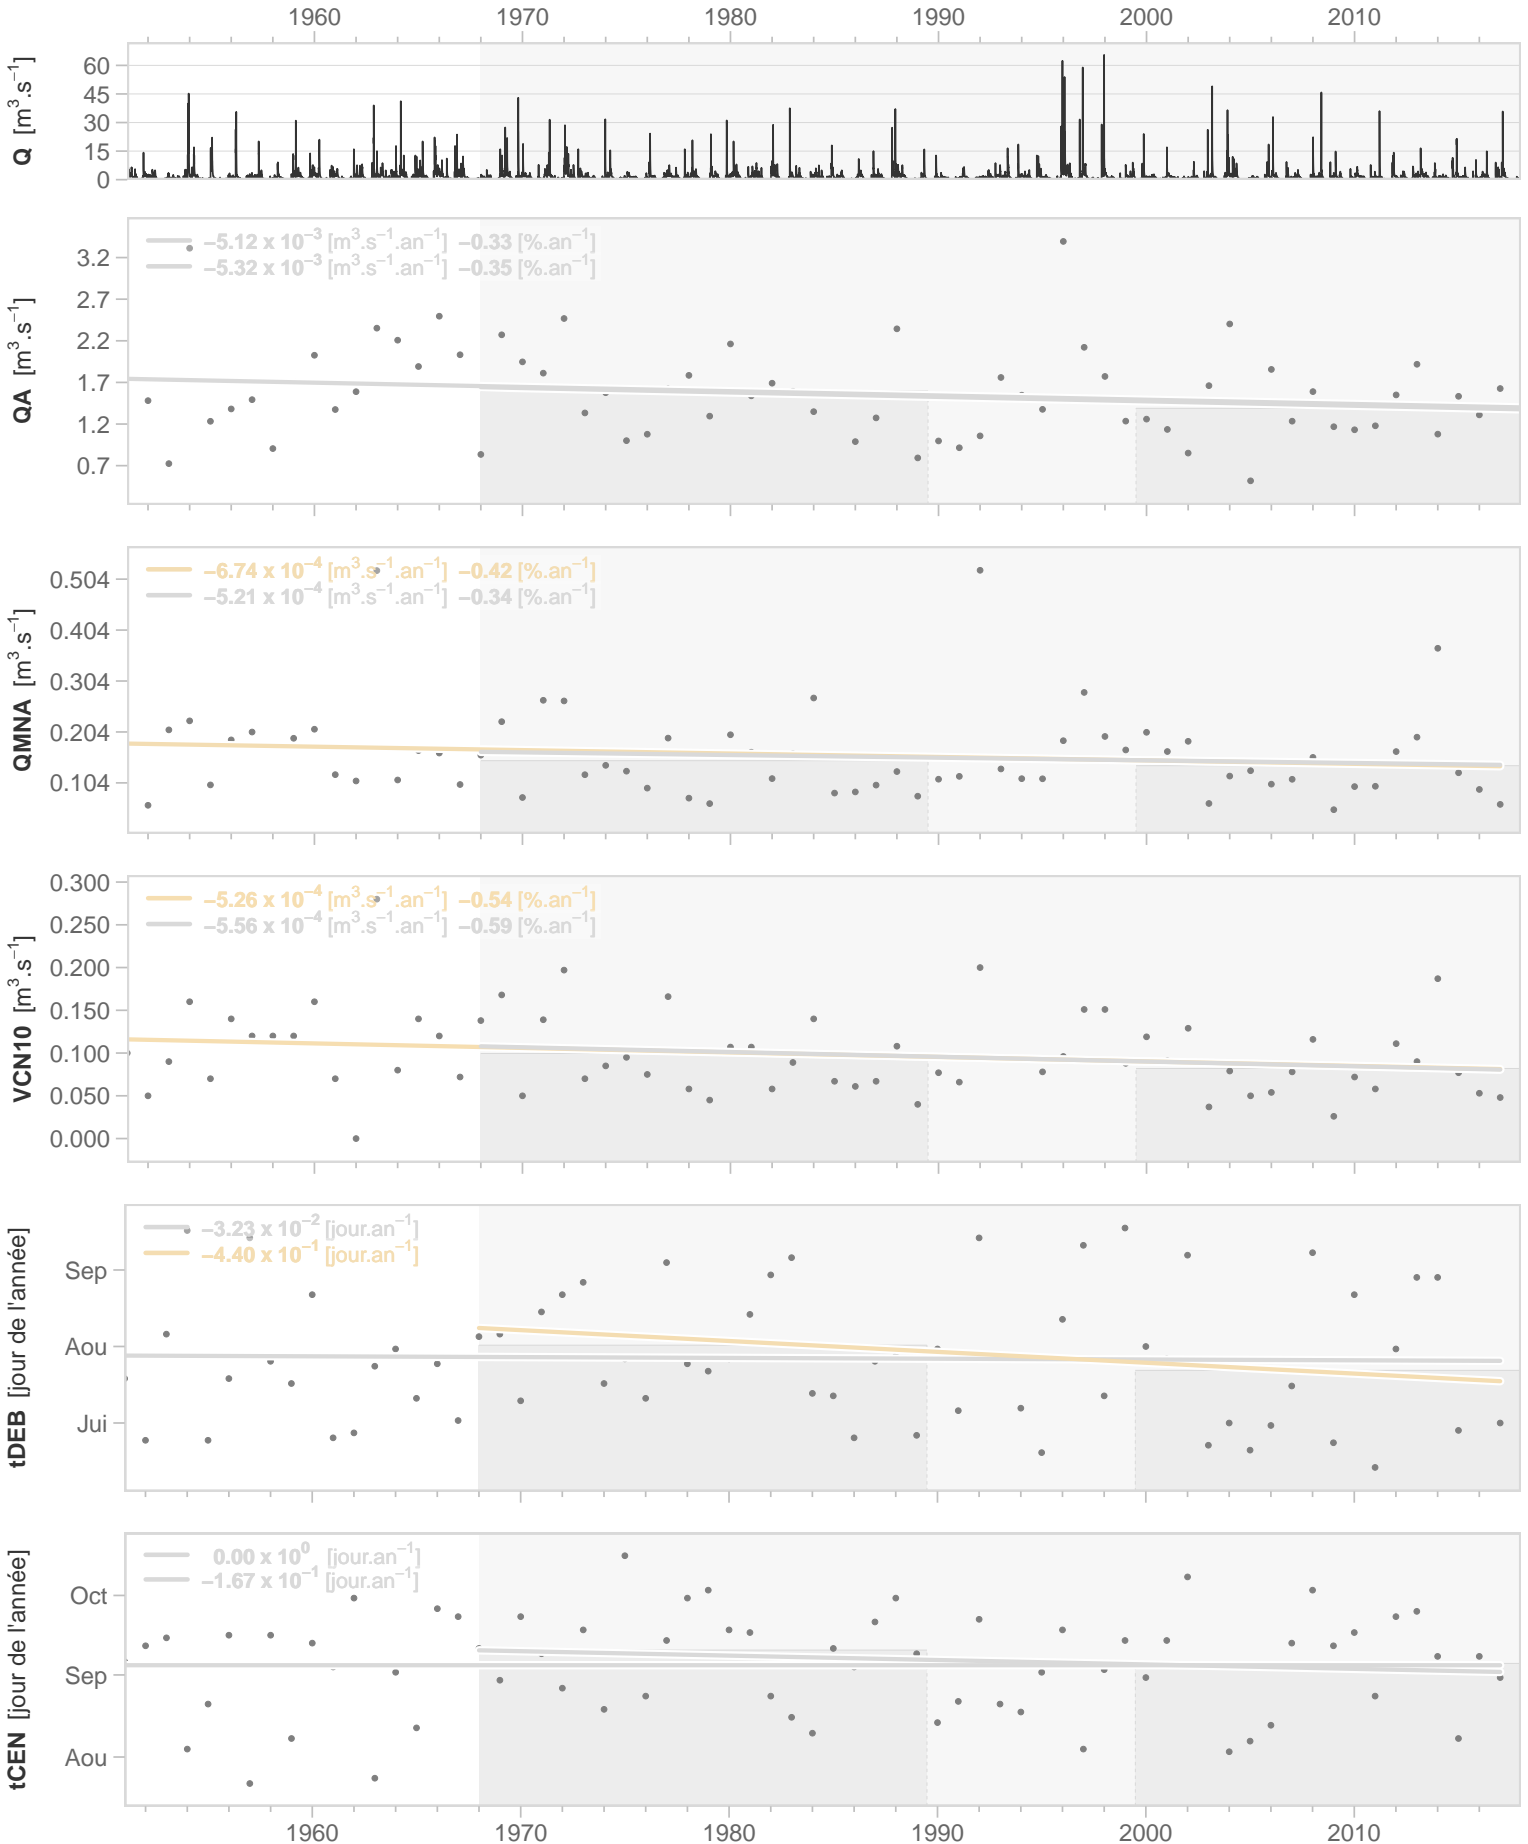 1960 1970 1980 1990 2000 2010
Q [m³.s⁻¹]
60
45
30
15
0
QA [m³.s⁻¹]
−5.12 x 10⁻³ [m³.s⁻¹.an⁻¹] −0.33 [%.an⁻¹]
−5.32 x 10⁻³ [m³.s⁻¹.an⁻¹] −0.35 [%.an⁻¹]
3.2
2.7
2.2
1.7
1.2
0.7
QMNA [m³.s⁻¹]
−6.74 x 10⁻⁴ [m³.s⁻¹.an⁻¹] −0.42 [%.an⁻¹]
−5.21 x 10⁻⁴ [m³.s⁻¹.an⁻¹] −0.34 [%.an⁻¹]
0.504
0.404
0.304
0.204
0.104
VCN10 [m³.s⁻¹]
−5.26 x 10⁻⁴ [m³.s⁻¹.an⁻¹] −0.54 [%.an⁻¹]
−5.56 x 10⁻⁴ [m³.s⁻¹.an⁻¹] −0.59 [%.an⁻¹]
0.300
0.250
0.200
0.150
0.100
0.050
0.000
tDEB [jour de l'année]
−3.23 x 10⁻² [jour.an⁻¹]
−4.40 x 10⁻¹ [jour.an⁻¹]
Sep
Aou
Jui
tCEN [jour de l'année]
0.00 x 10⁰ [jour.an⁻¹]
−1.67 x 10⁻¹ [jour.an⁻¹]
Oct
Sep
Aou
1960 1970 1980 1990 2000 2010